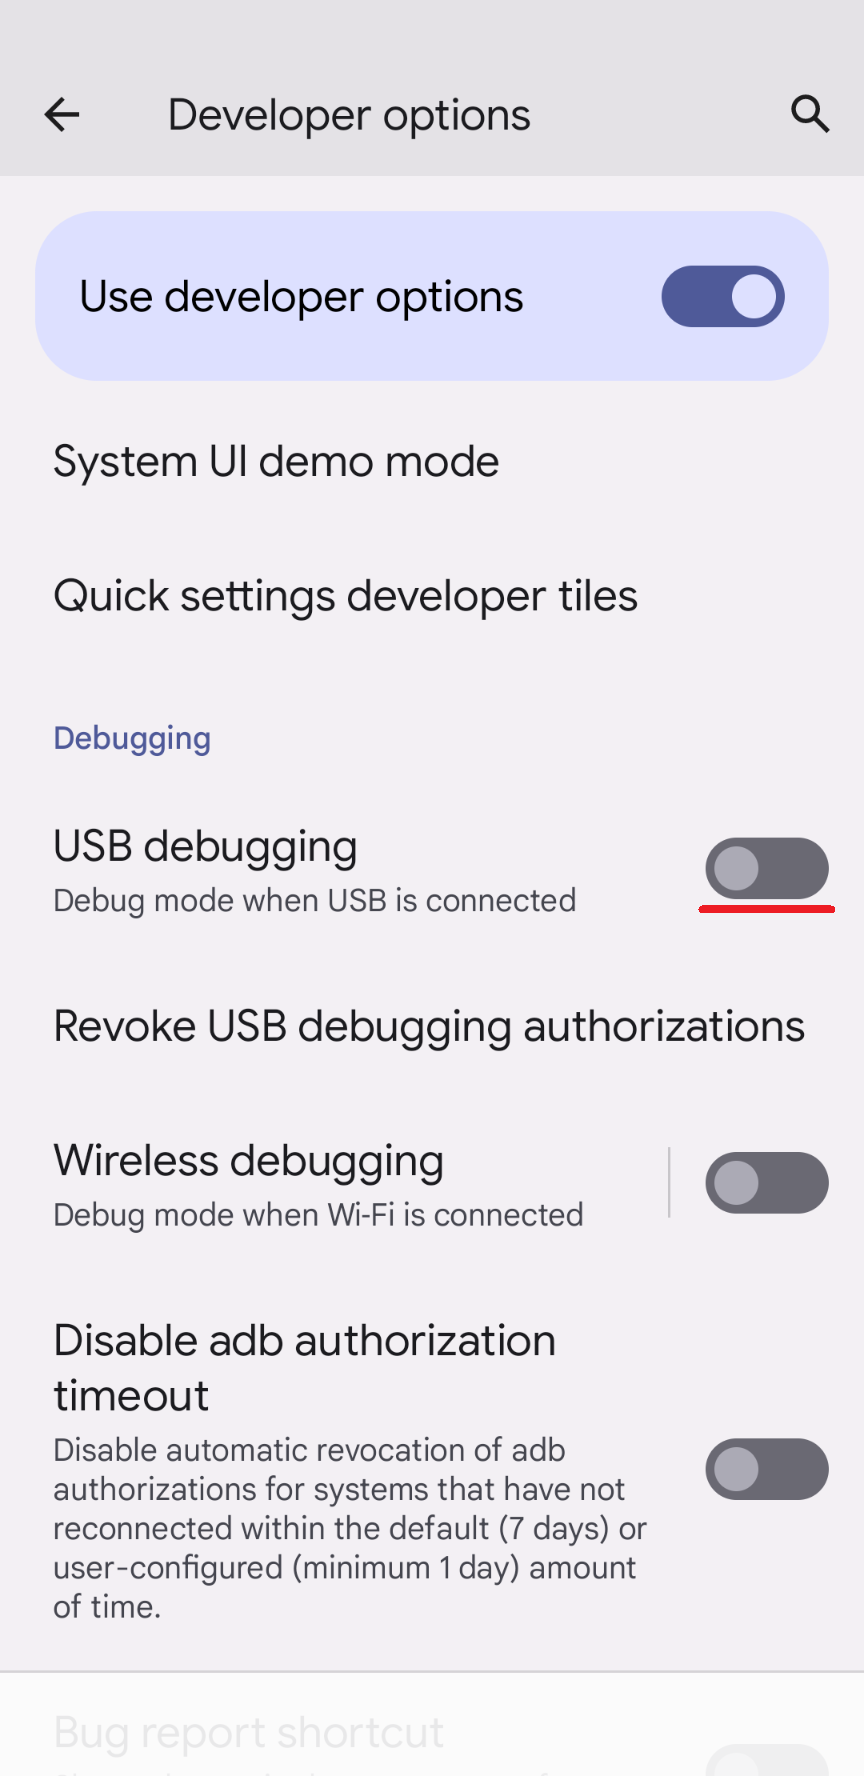 Developer options
Use developer options
System UI demo mode
Quick settings developer tiles
Debugging
USB debugging
Debug mode when USB is connected
Revoke USB debugging authorizations
Wireless debugging
Debug mode when Wi-Fi is connected
Disable adb authorization
timeout
Disable automatic revocation of adb
authorizations for systems that have not
reconnected within the default (7 days) or
user-configured (minimum 1 day) amount
of time.
Bug report shortcut